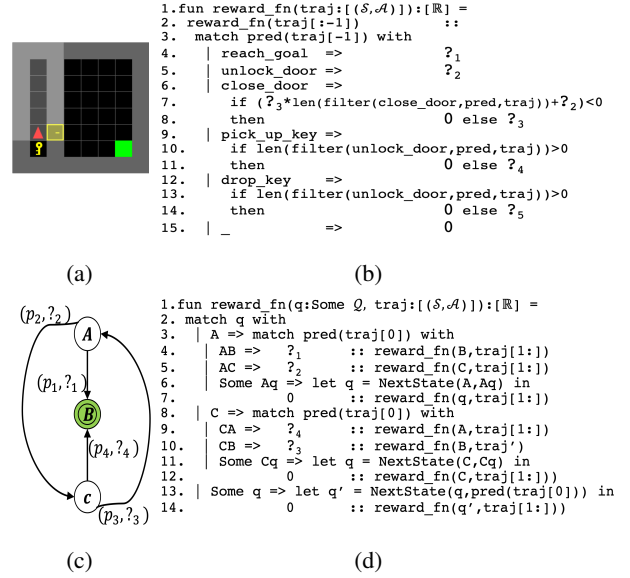 1.fun reward_fn(traj:[(𝒮,𝒜)]):[ℝ] =
2. reward_fn(traj[:-1]) ::
3. match pred(traj[-1]) with
4. | reach_goal => ?1
5. | unlock_door => ?2
6. | close_door =>
7. if (?3*len(filter(close_door,pred,traj))+?2)<0
8. then 0 else ?3
9. | pick_up_key =>
10. if len(filter(unlock_door,pred,traj))>0
11. then 0 else ?4
12. | drop_key =>
13. if len(filter(unlock_door,pred,traj))>0
14. then 0 else ?5
15. | _ => 0
(a)
(b)
(p2,?2)
A
(p1,?1)
B
(p4,?4)
c
(p3,?3)
1.fun reward_fn(q:Some 𝒬, traj:[(𝒮,𝒜)]):[ℝ] =
2. match q with
3. | A => match pred(traj[0]) with
4. | AB => ?1 :: reward_fn(B,traj[1:])
5. | AC => ?2 :: reward_fn(C,traj[1:])
6. | Some Aq => let q = NextState(A,Aq) in
7. 0 :: reward_fn(q,traj[1:])
8. | C => match pred(traj[0]) with
9. | CA => ?4 :: reward_fn(A,traj[1:])
10. | CB => ?3 :: reward_fn(B,traj')
11. | Some Cq => let q = NextState(C,Cq) in
12. 0 :: reward_fn(C,traj[1:]))
13. | Some q => let q' = NextState(q,pred(traj[0])) in
14. 0 :: reward_fn(q',traj[1:]))
(c)
(d)